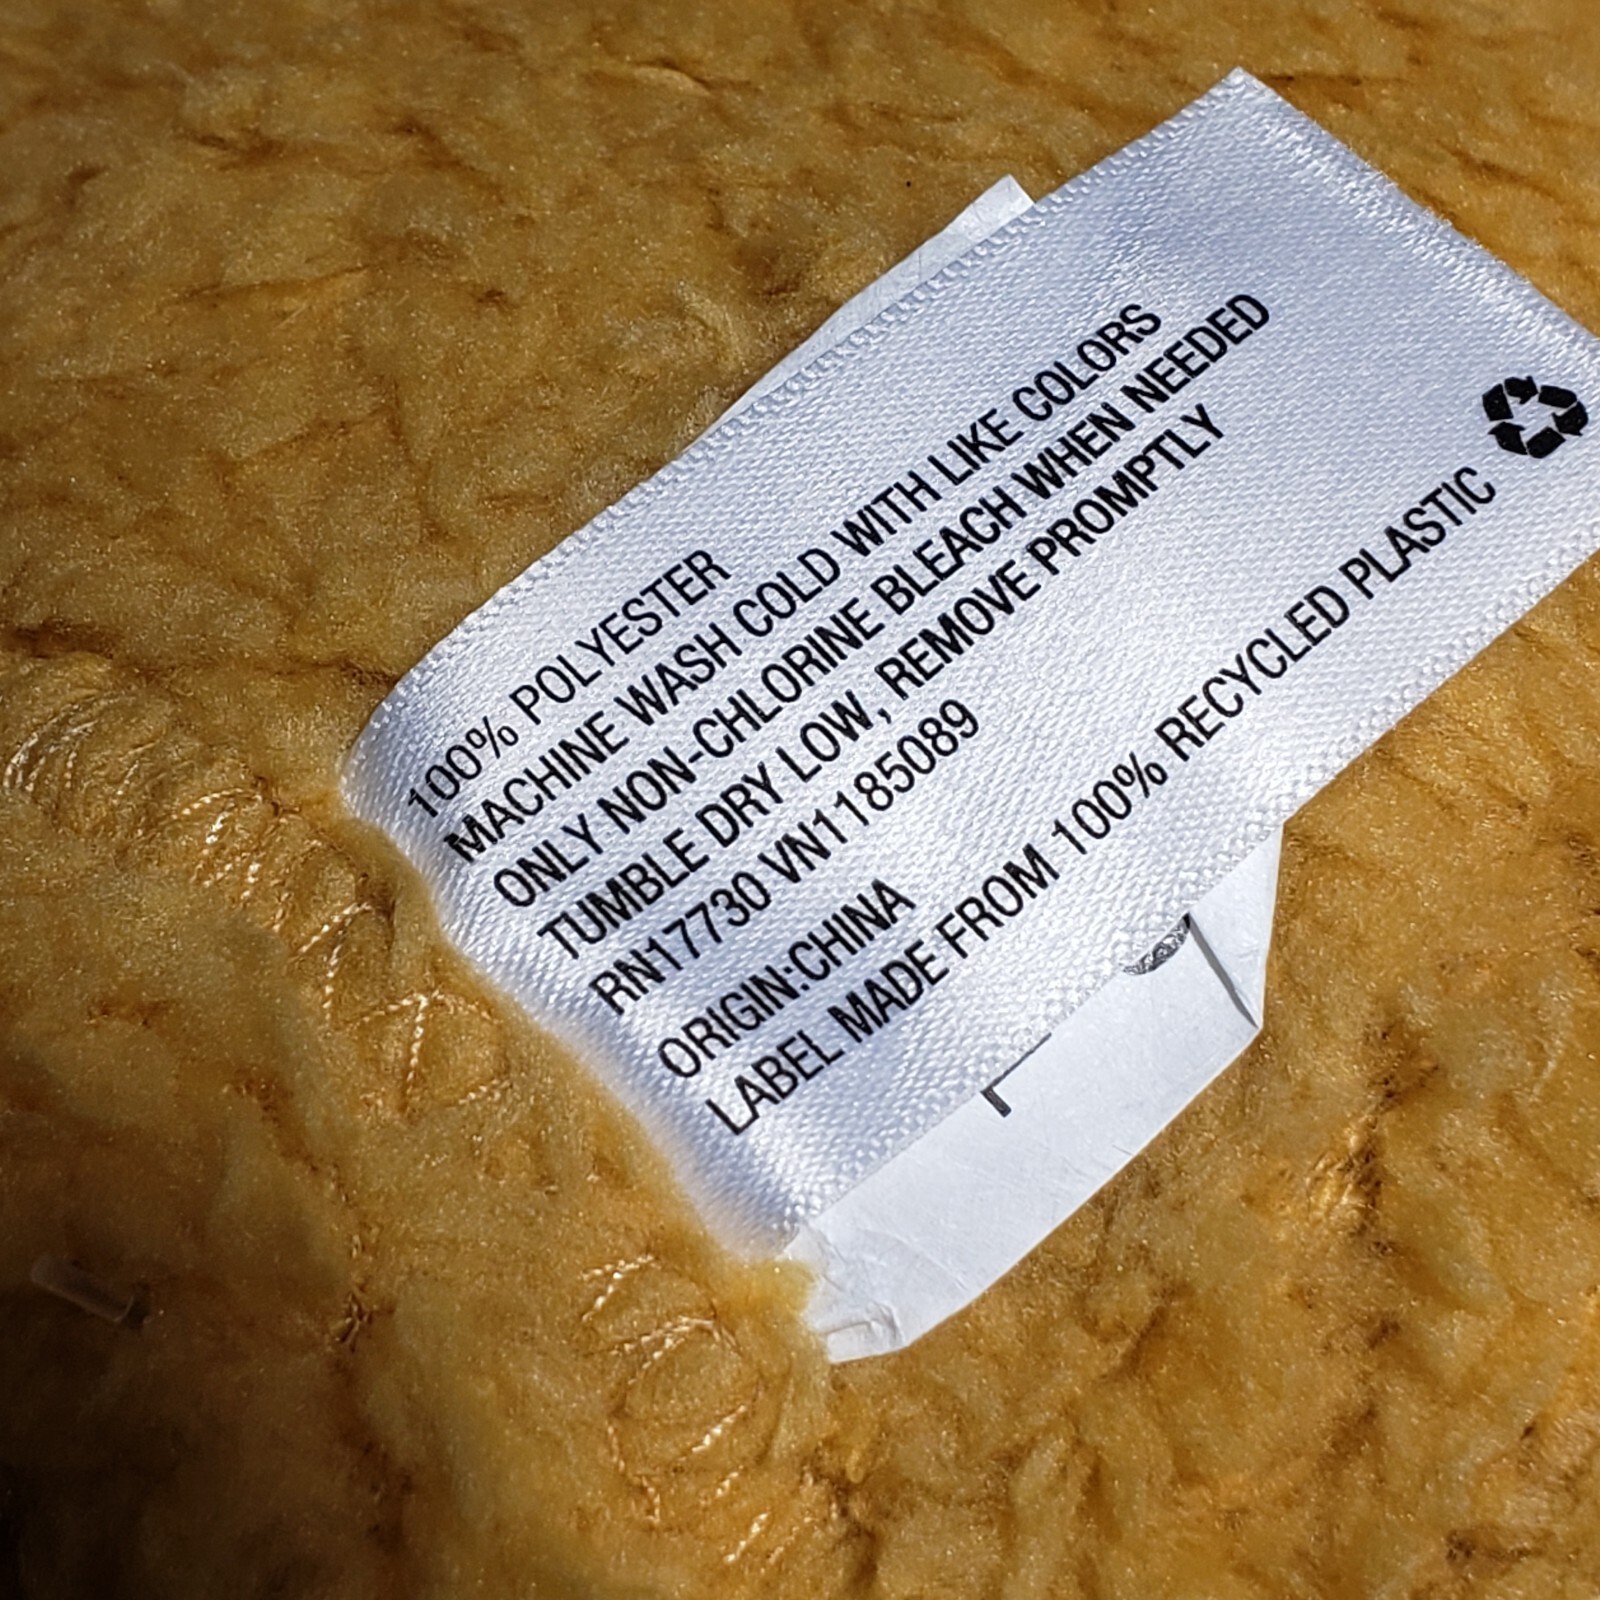 100% POLYESTER
MACHINE WASH COLD WITH LIKE COLORS
ONLY NON-CHLORINE BLEACH WHEN NEEDED
TUMBLE DRY LOW, REMOVE PROMPTLY
RN17730 VN1185089
ORIGIN:CHINA
LABEL MADE FROM 100% RECYCLED PLASTIC